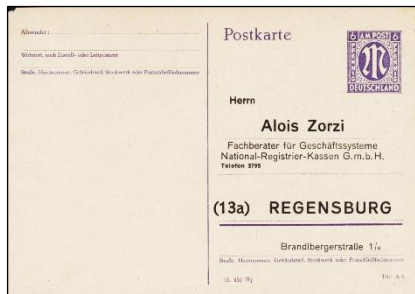 Absender:
Wohnort, auch Zustell- oder Leitpostamt
Straße, Hausnummer, Gebäudeteil, Stockwerk oder Postschließfachnummer
Postkarte
6 AM POST 6
M
DEUTSCHLAND
Herrn
Alois Zorzi
Fachberater für Geschäftssysteme
National-Registrier-Kassen G.m.b.H.
Telefon 3795
(13a) REGENSBURG
Brandlbergerstraße 1/
Straße, Hausnummer, Gebäudeteil, Stockwerk oder Postschließfachnummer